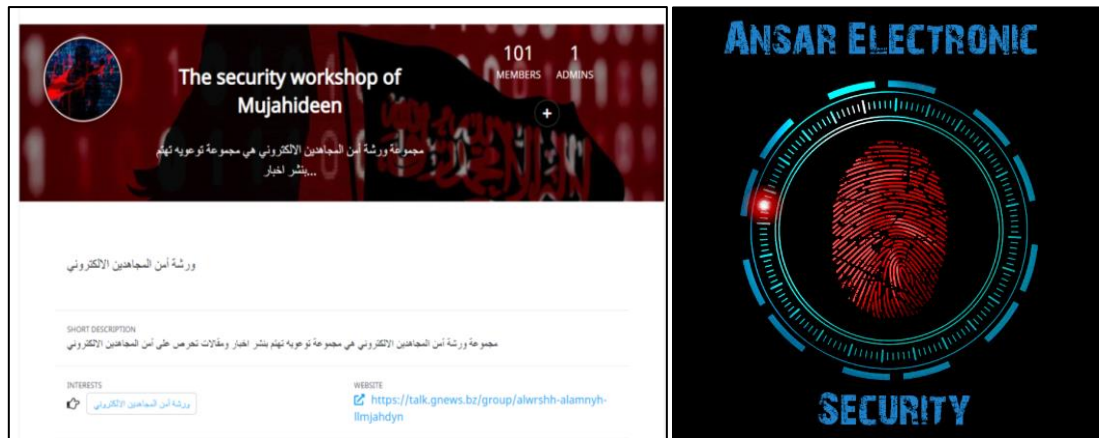 The security workshop of
Mujahideen
101
MEMBERS
1
ADMINS
مجموعة ورشة أمن المجاهدين الالكتروني هي مجموعة توعويه تهتم
بنشر اخبار...
ورشة أمن المجاهدين الالكتروني
SHORT DESCRIPTION
مجموعة ورشة أمن المجاهدين الالكتروني هي مجموعة توعويه تهتم بنشر اخبار ومقالات تحرص على أمن المجاهدين الالكتروني
INTERESTS
ورشة أمن المجاهدين الالكتروني
WEBSITE
https://talk.gnews.bz/group/alwrshh-alamnyh-
llmjahdyn
ANSAR ELECTRONIC
SECURITY